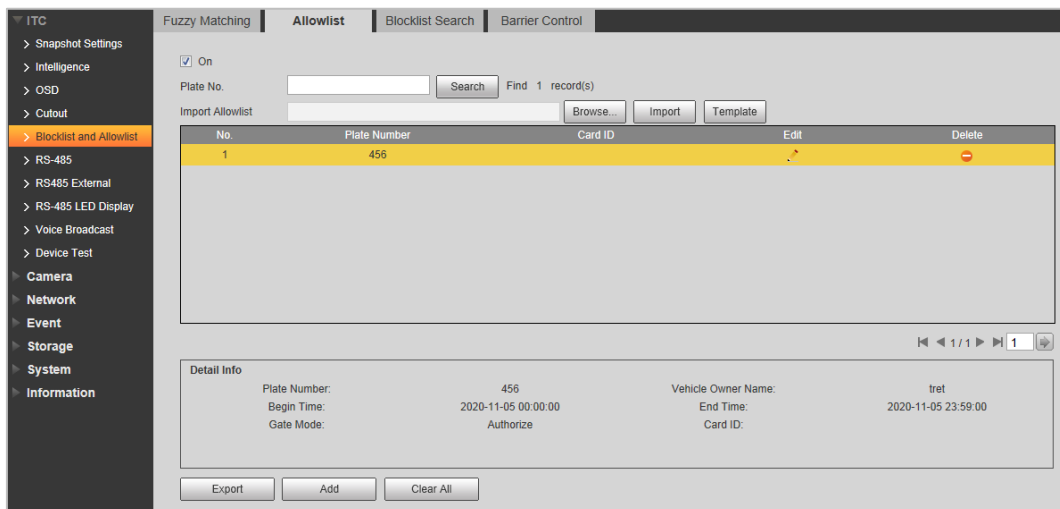 ITC
Snapshot Settings
Intelligence
OSD
Cutout
Blocklist and Allowlist
RS-485
RS485 External
RS-485 LED Display
Voice Broadcast
Device Test
Camera
Network
Event
Storage
System
Information
Fuzzy Matching Allowlist Blocklist Search Barrier Control
On
Plate No. Search Find 1 record(s)
Import Allowlist Browse... Import Template
No. Plate Number Card ID Edit Delete
1 456
1 / 1 1
Detail Info
Plate Number: 456 Vehicle Owner Name: tret
Begin Time: 2020-11-05 00:00:00 End Time: 2020-11-05 23:59:00
Gate Mode: Authorize Card ID:
Export Add Clear All